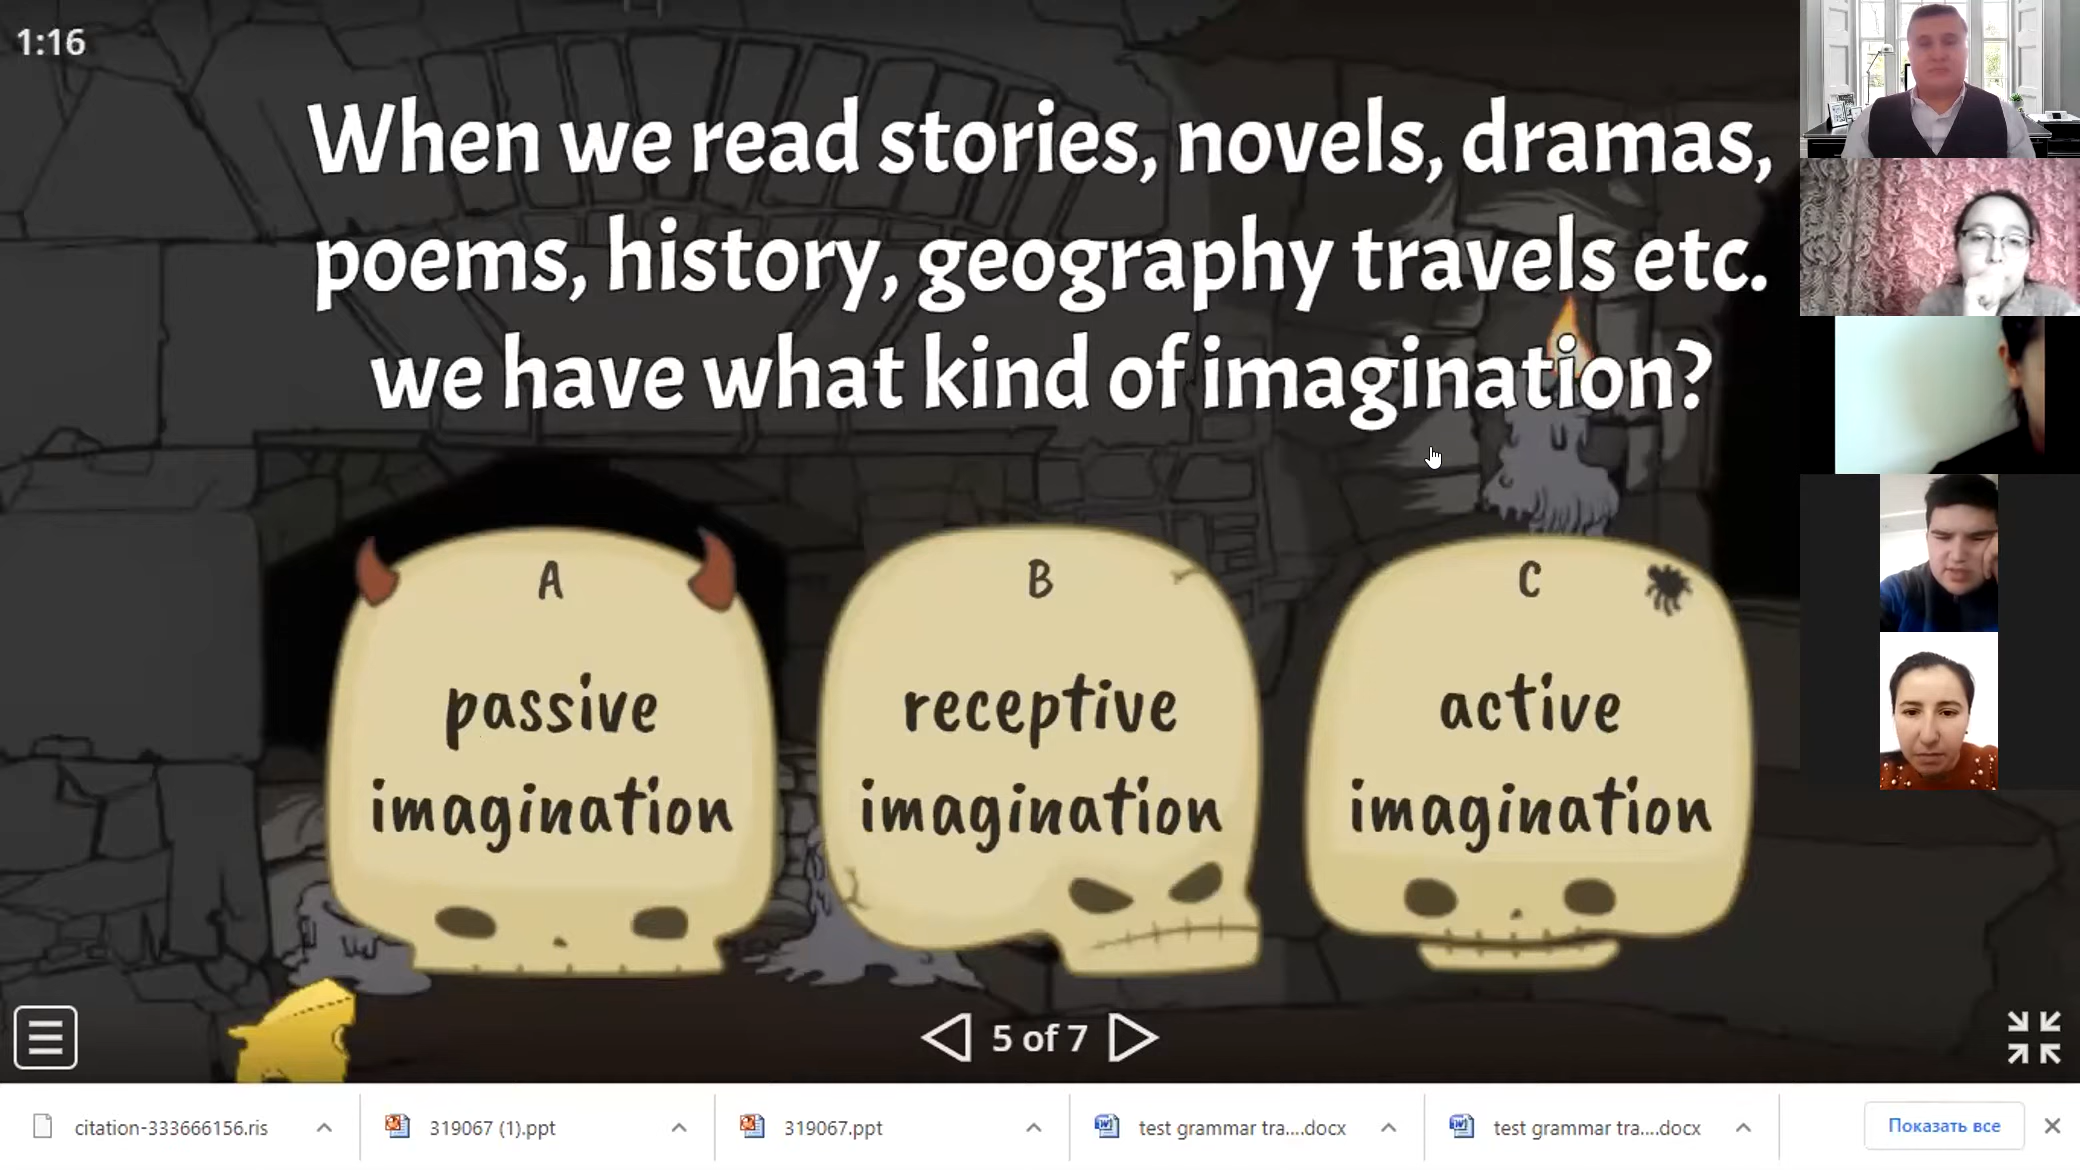 1:16
When we read stories, novels, dramas,
poems, history, geography travels etc.
we have what kind of imagination?
A
passive
imagination
B
receptive
imagination
C
active
imagination
5 of 7
citation-333666156.ris
319067 (1).ppt
319067.ppt
test grammar tra....docx
test grammar tra....docx
Показать все